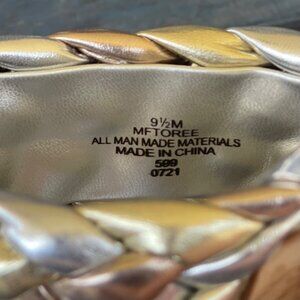 9½M
MFTOREE
ALL MAN MADE MATERIALS
MADE IN CHINA
599
0721